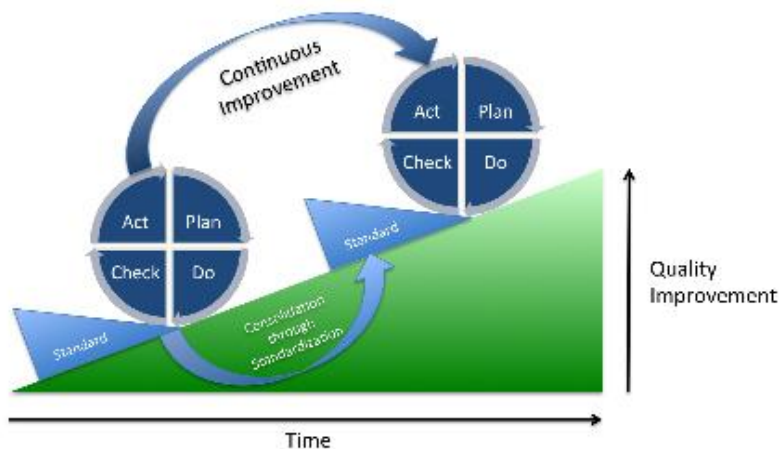 Continuous
Improvement
Act
Plan
Check
Do
Standard
Act
Plan
Check
Do
Standard
Consolidation
through
Standardization
Quality
Improvement
Time